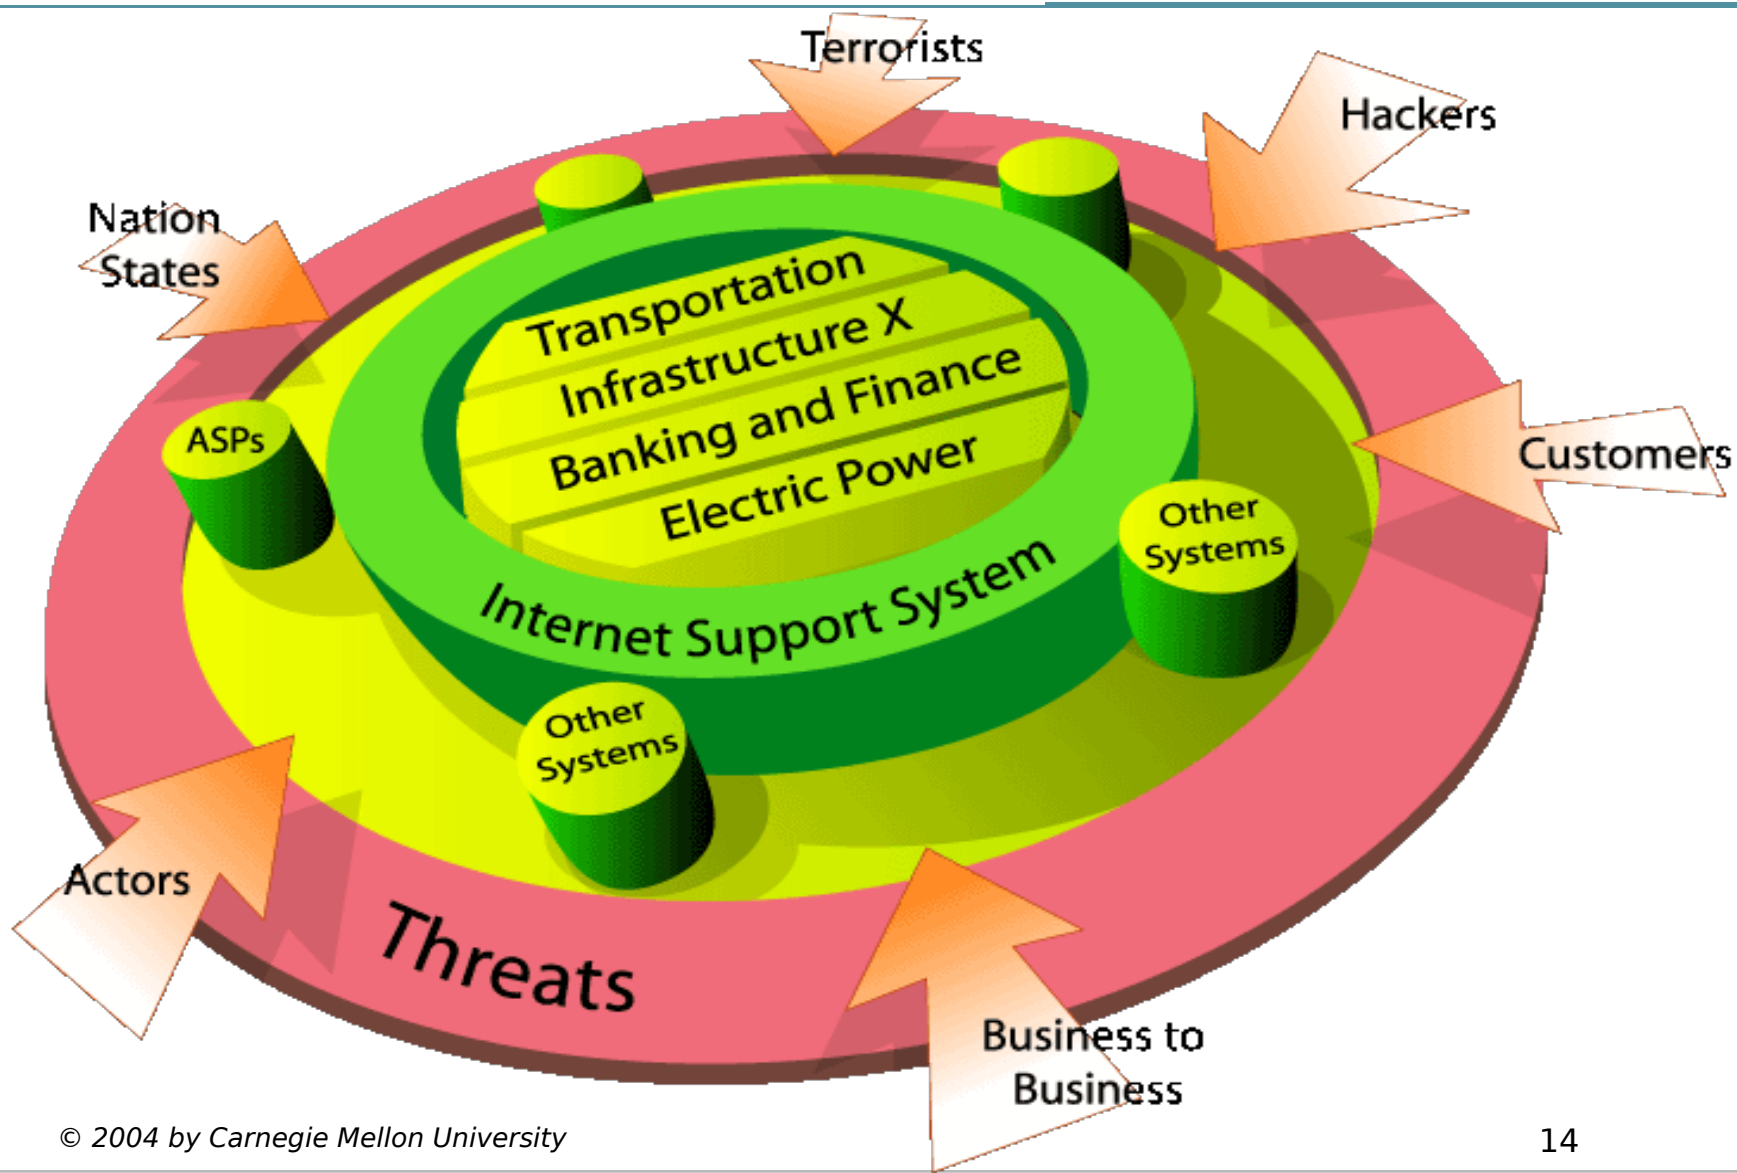 Terrorists
Hackers
Nation
States
Transportation
Infrastructure X
Banking and Finance
Electric Power
ASPs
Customers
Other
Systems
Internet Support System
Other
Systems
Actors
Threats
Business to
Business
© 2004 by Carnegie Mellon University
14